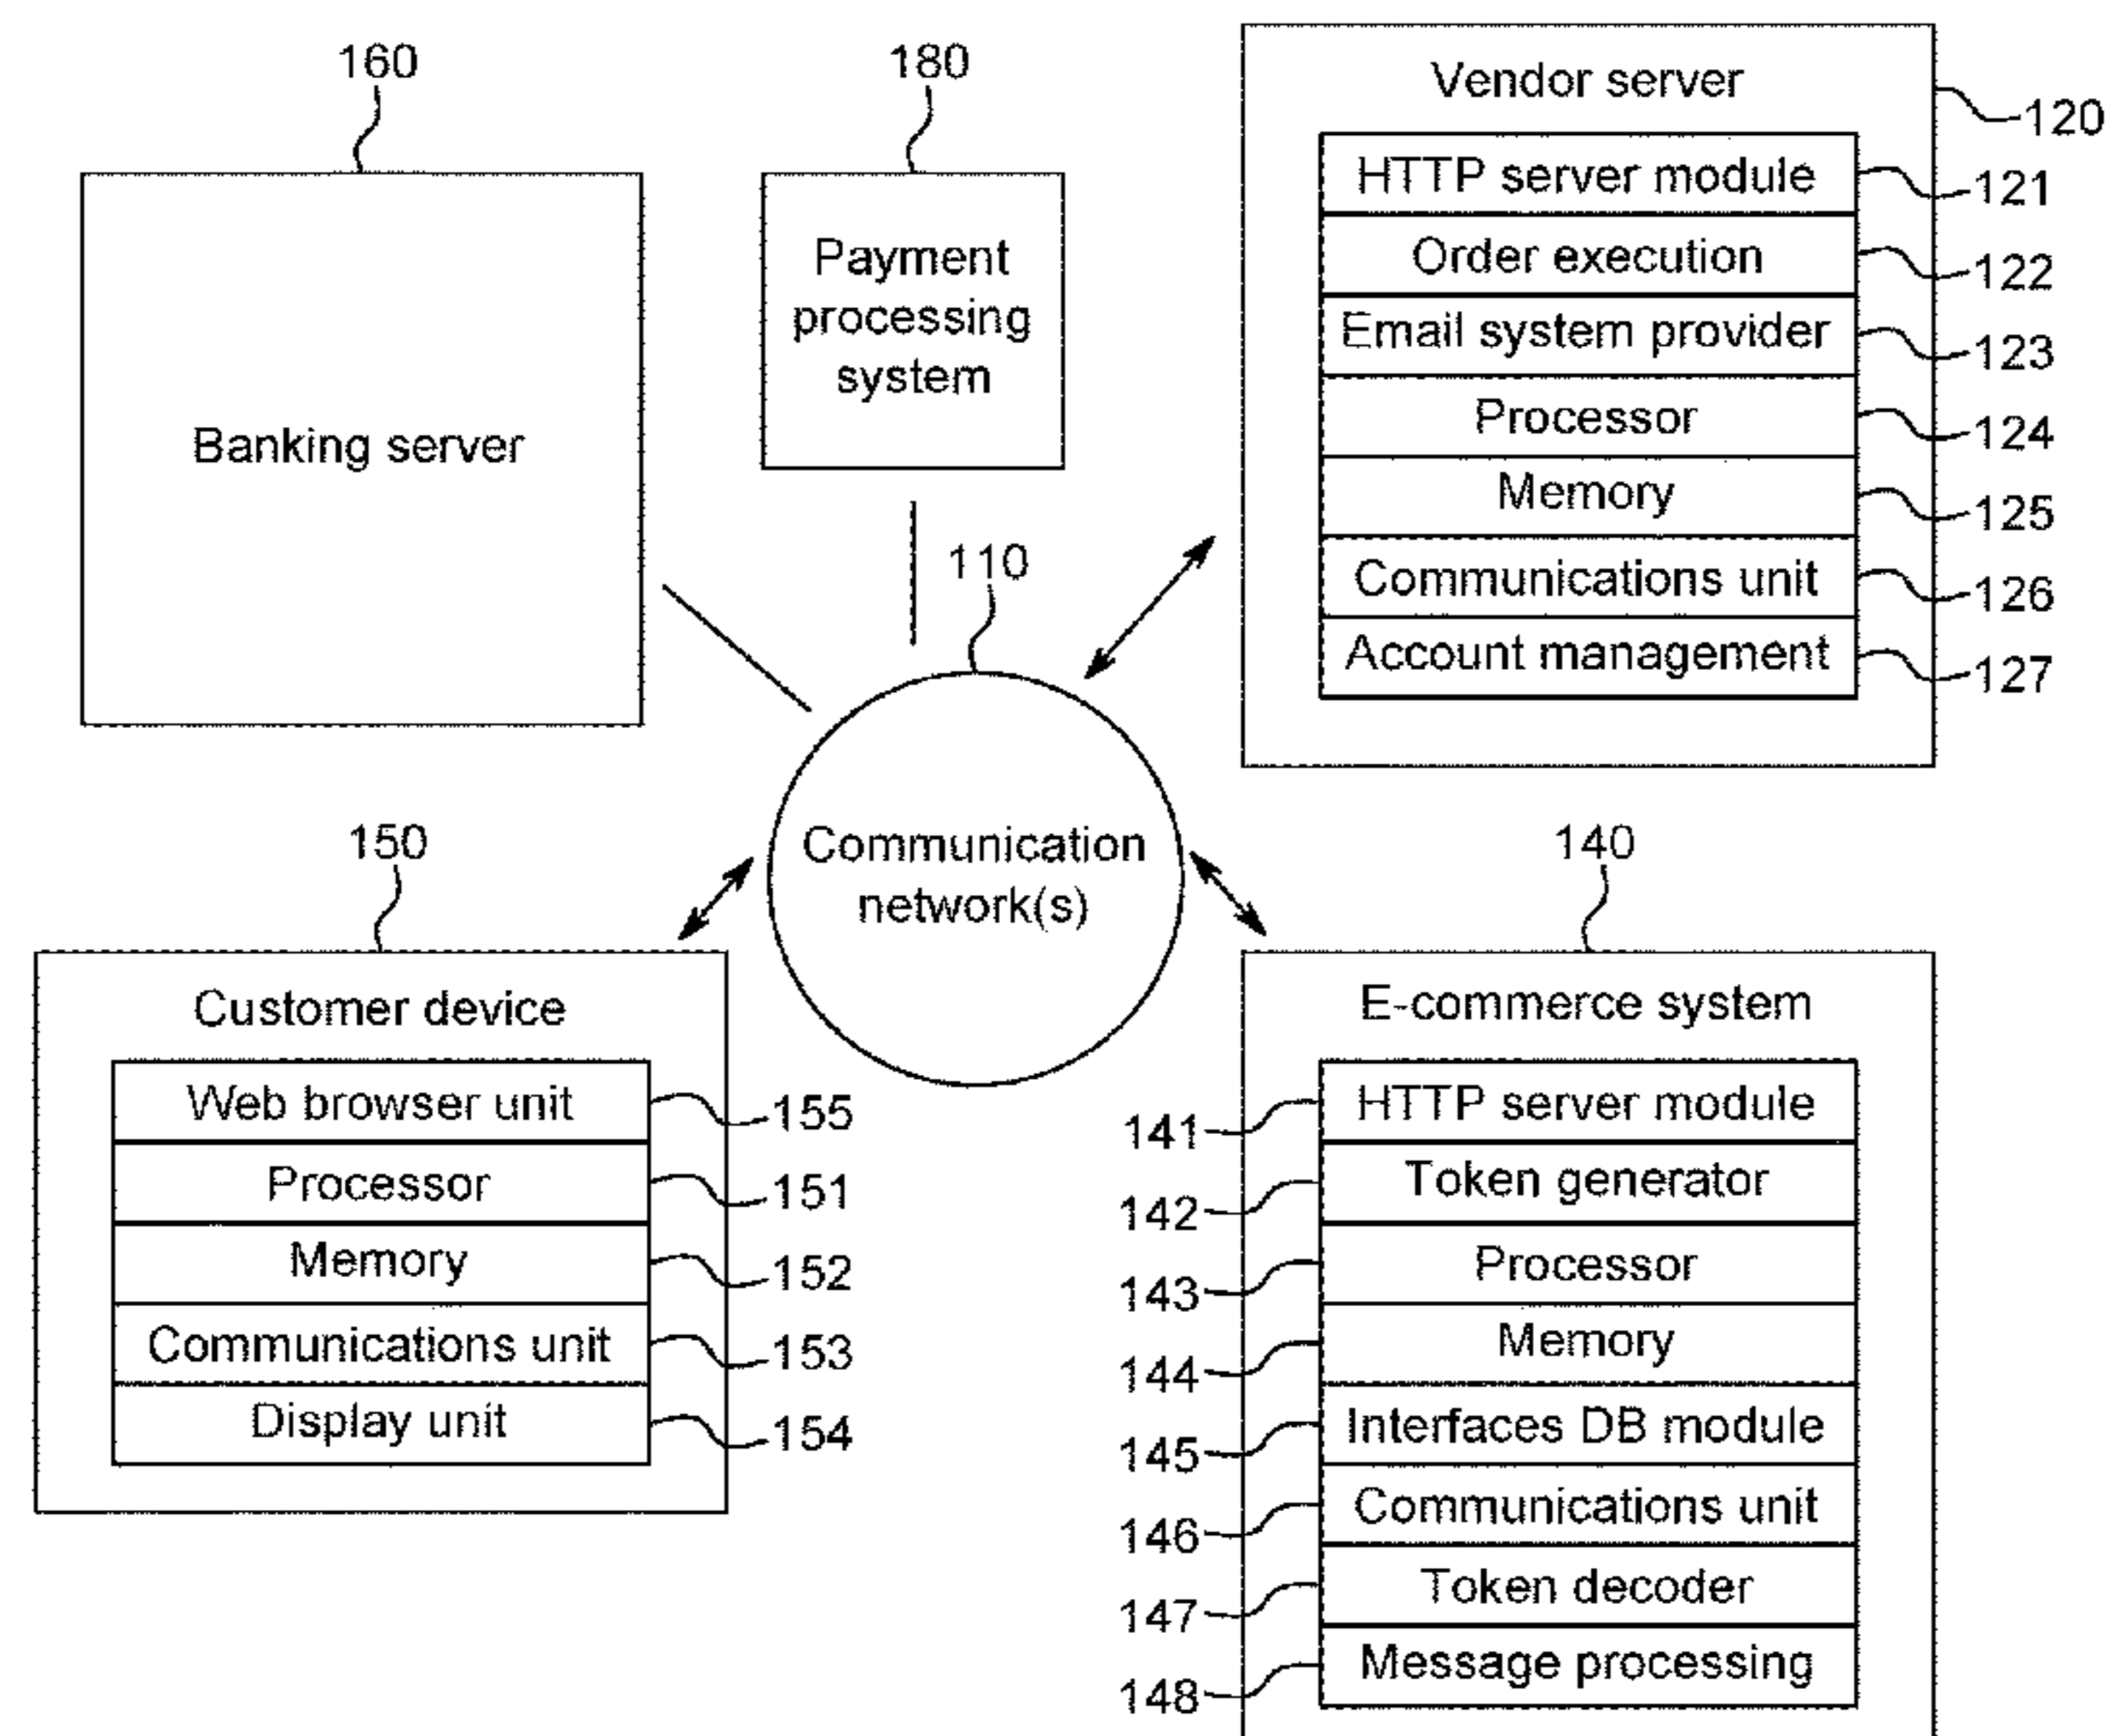 160
Banking server
180
Payment
processing
system
Vendor server
120
HTTP server module
121
Order execution
122
Email system provider
123
Processor
124
Memory
125
Communications unit
126
Account management
127
110
Communication
network(s)
150
Customer device
Web browser unit
155
Processor
151
Memory
152
Communications unit
153
Display unit
154
140
E-commerce system
141
HTTP server module
142
Token generator
143
Processor
144
Memory
145
Interfaces DB module
146
Communications unit
147
Token decoder
148
Message processing